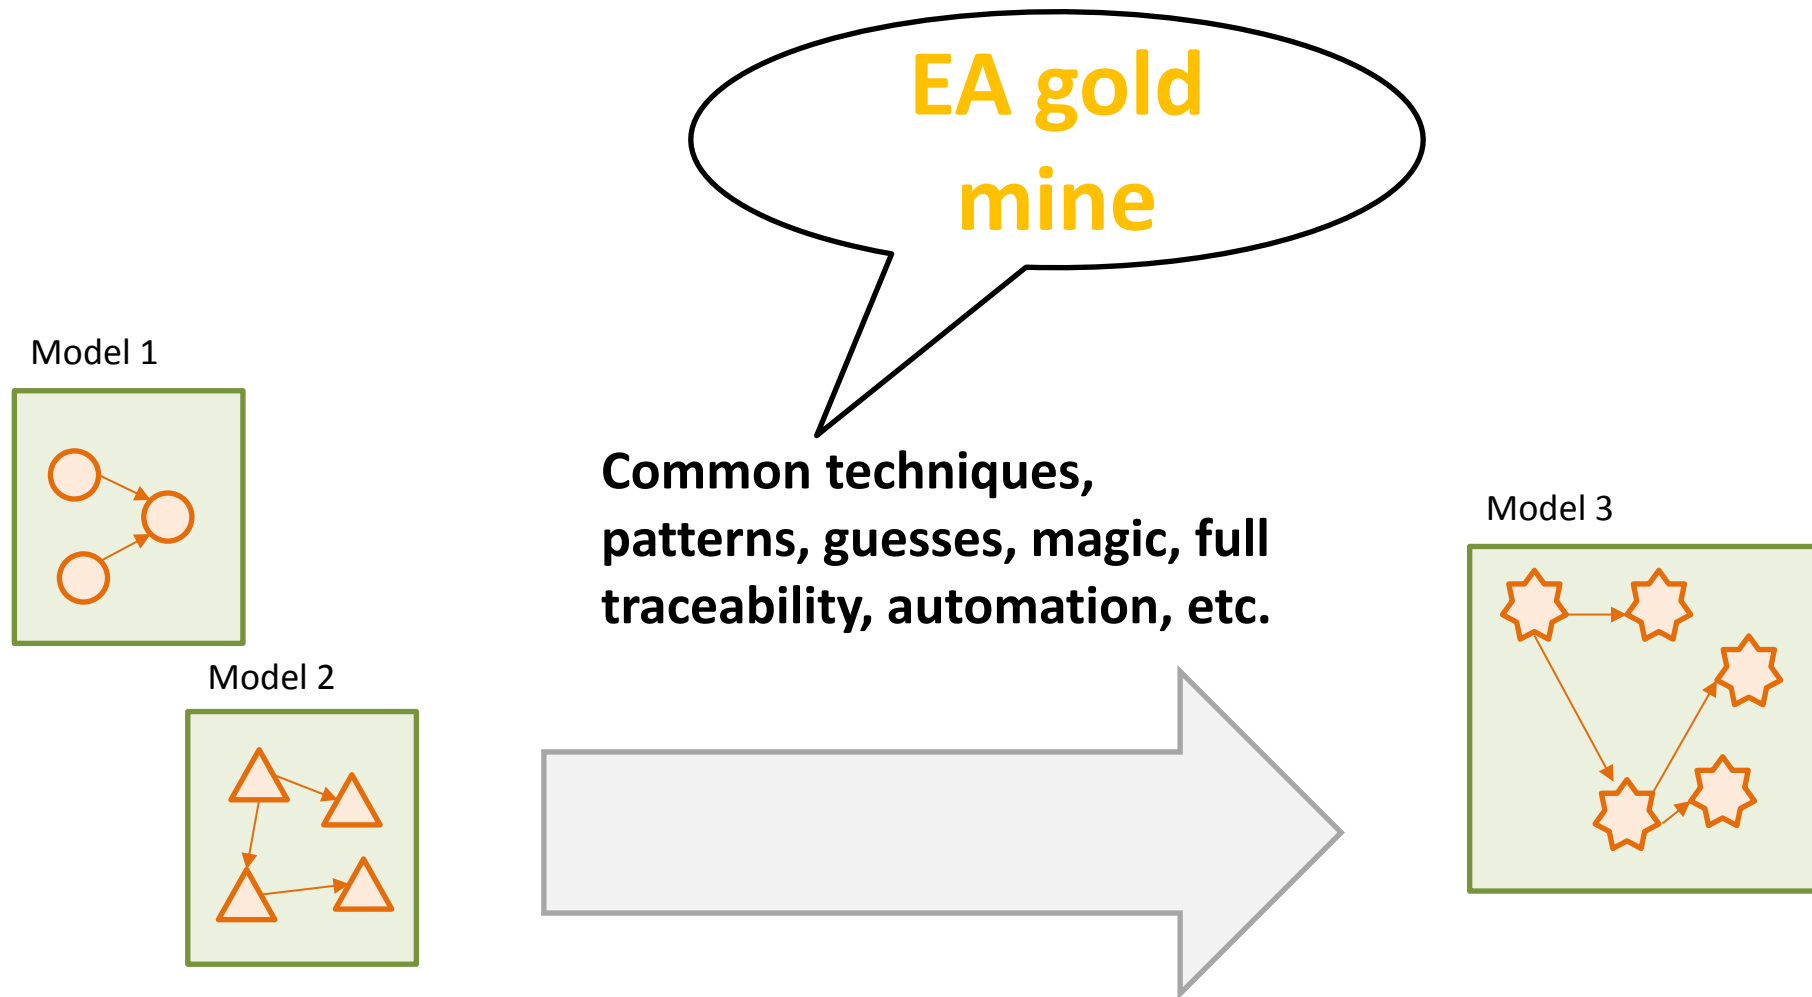 EA gold
mine
Model 1
Common techniques,
patterns, guesses, magic, full
traceability, automation, etc.
Model 3
Model 2